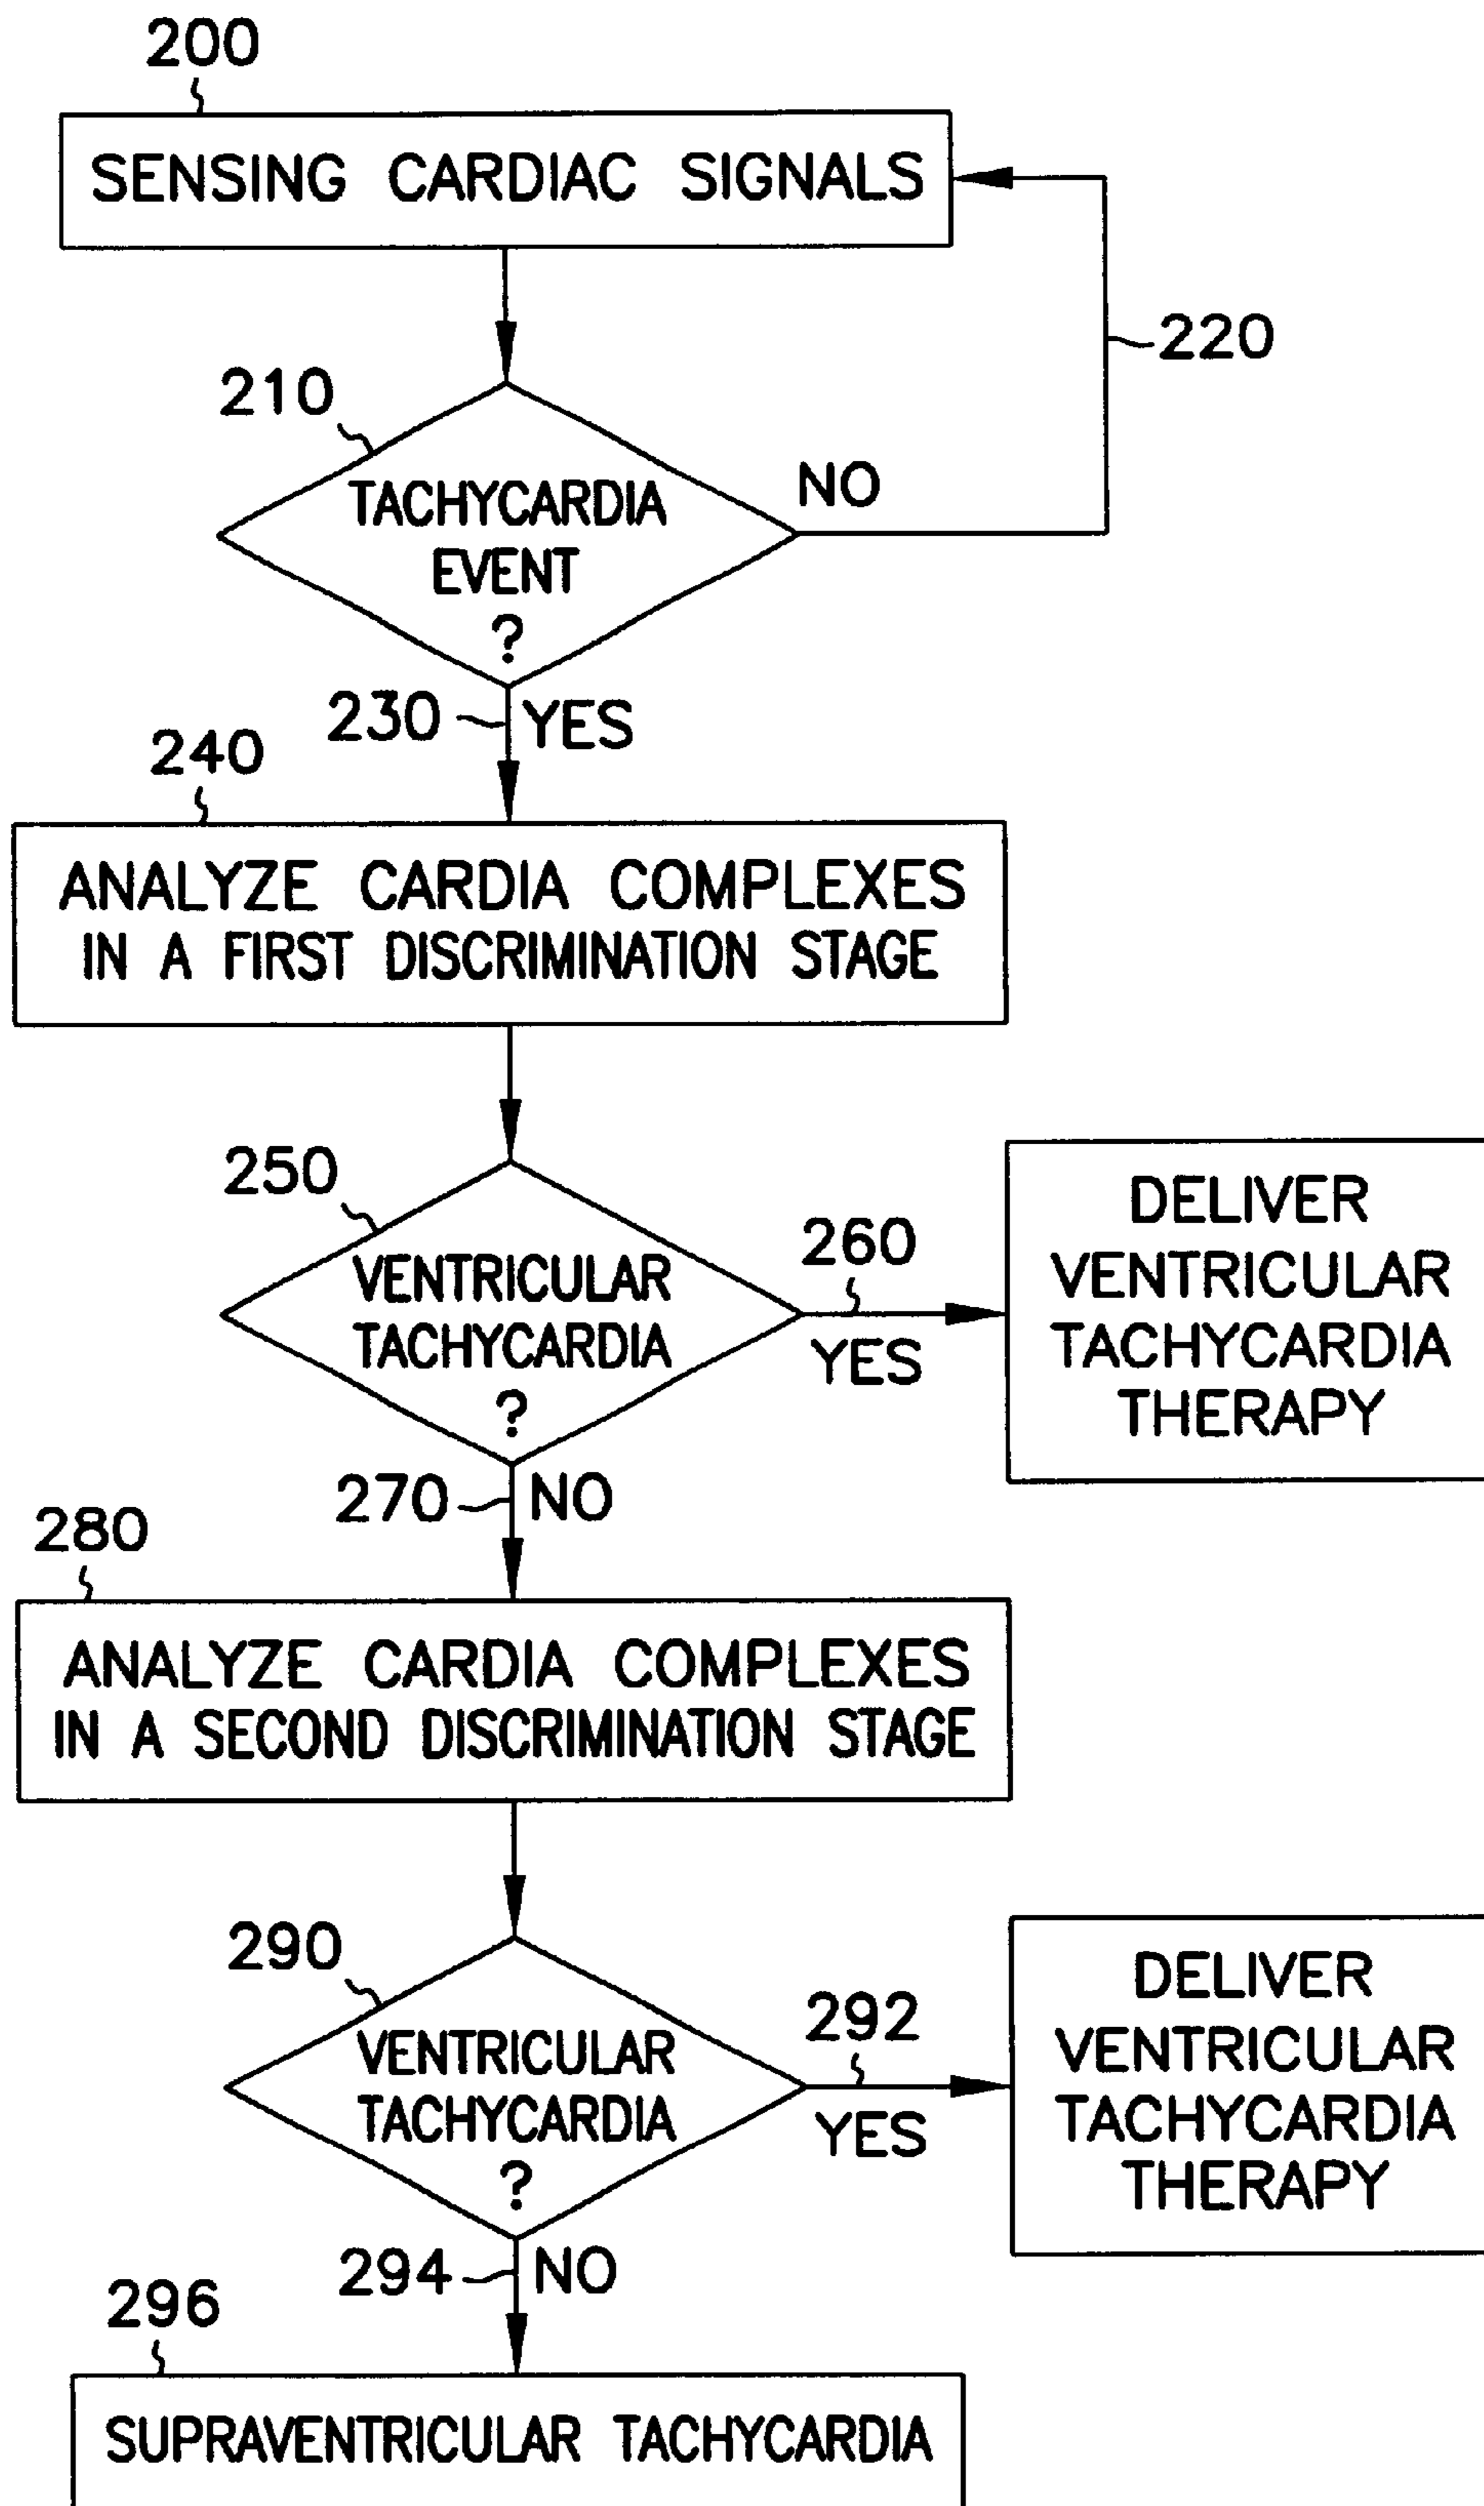 200
SENSING CARDIAC SIGNALS
220
210
TACHYCARDIA
EVENT
?
NO
230
YES
240
ANALYZE CARDIA COMPLEXES
IN A FIRST DISCRIMINATION STAGE
250
VENTRICULAR
TACHYCARDIA
?
260
YES
DELIVER
VENTRICULAR
TACHYCARDIA
THERAPY
270
NO
280
ANALYZE CARDIA COMPLEXES
IN A SECOND DISCRIMINATION STAGE
290
VENTRICULAR
TACHYCARDIA
?
292
YES
DELIVER
VENTRICULAR
TACHYCARDIA
THERAPY
294
NO
296
SUPRAVENTRICULAR TACHYCARDIA